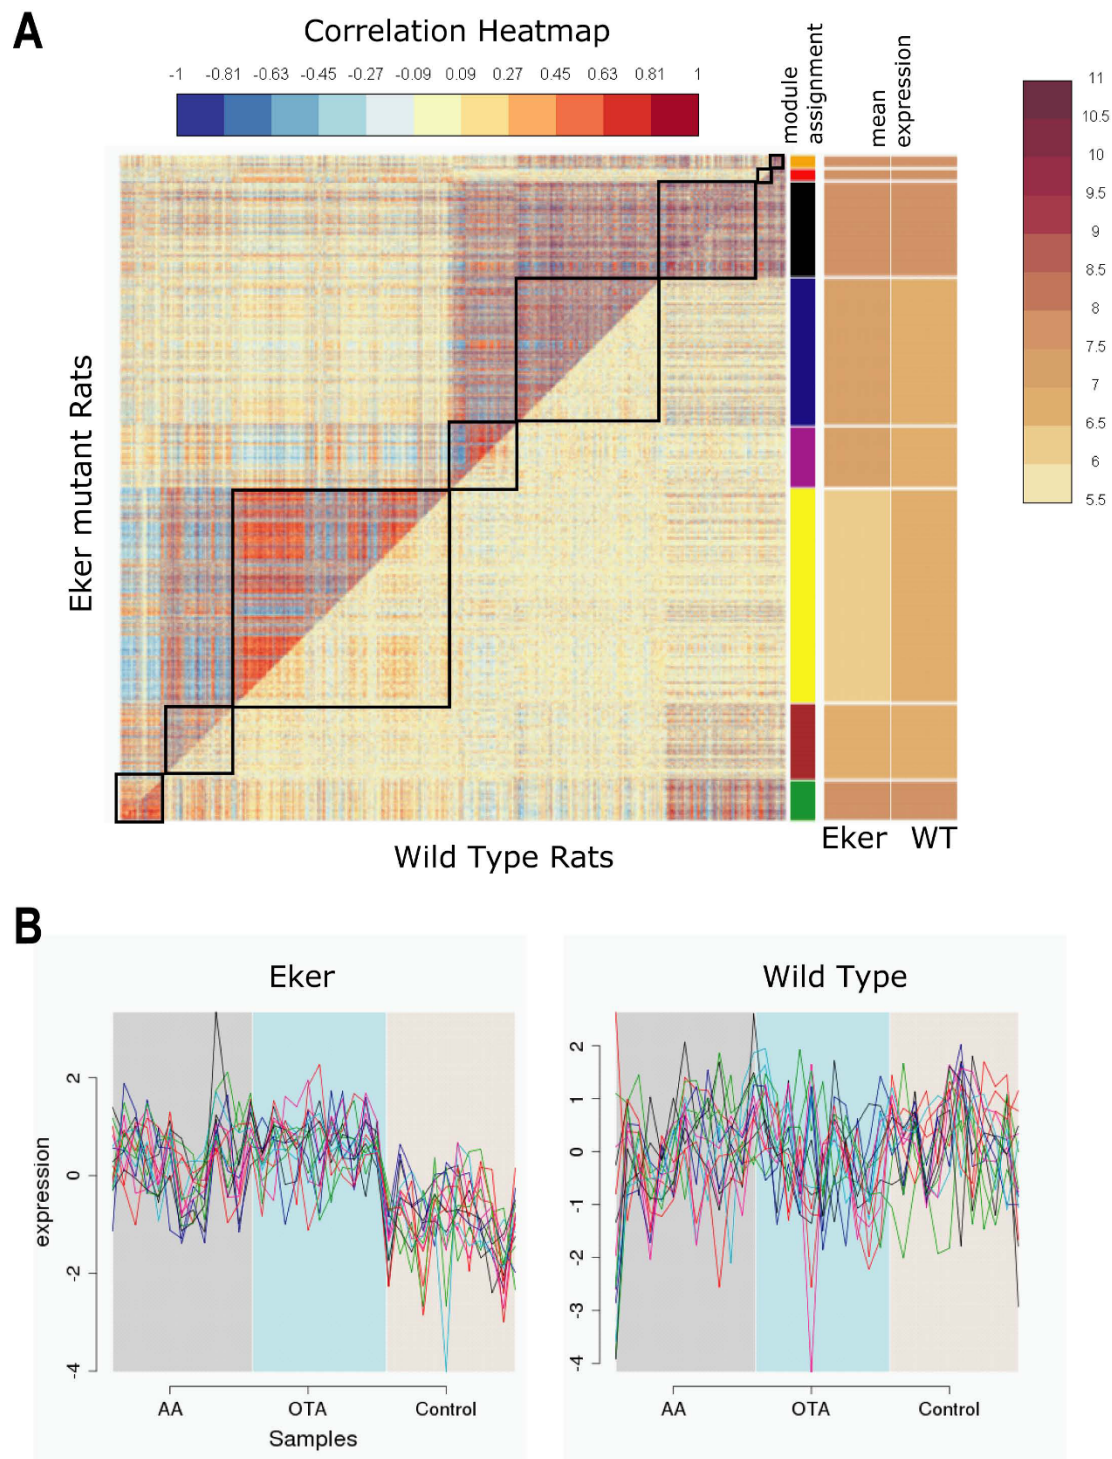 A
Correlation Heatmap
-1 -0.81 -0.63 -0.45 -0.27 -0.09 0.09 0.27 0.45 0.63 0.81 1
module
assignment
mean
expression
11
10.5
10
9.5
9
8.5
8
7.5
7
6.5
6
5.5
Eker mutant Rats
Wild Type Rats
Eker WT
B
Eker
expression
2
0
-2
-4
AA OTA Control
Samples
Wild Type
2
1
0
-1
-2
-3
-4
AA OTA Control